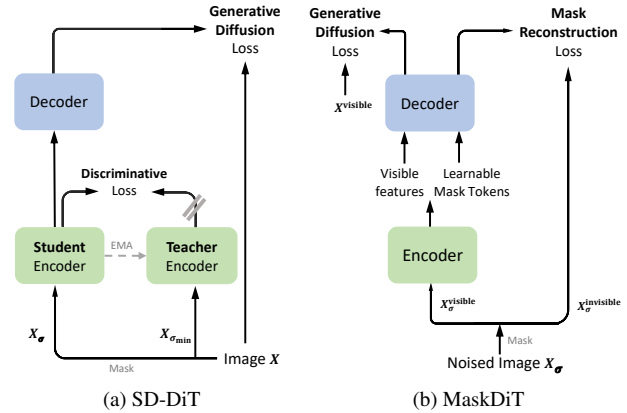 Generative
Diffusion
Loss
Decoder
Discriminative
Loss
Student
Encoder
EMA
Teacher
Encoder
X_σ
X_σmin
Mask
Image X
(a) SD-DiT
Generative
Diffusion
Loss
Mask
Reconstruction
Loss
X^visible
Decoder
Visible
features
Learnable
Mask Tokens
Encoder
X_σ^visible
X_σ^invisible
Mask
Noised Image X_σ
(b) MaskDiT